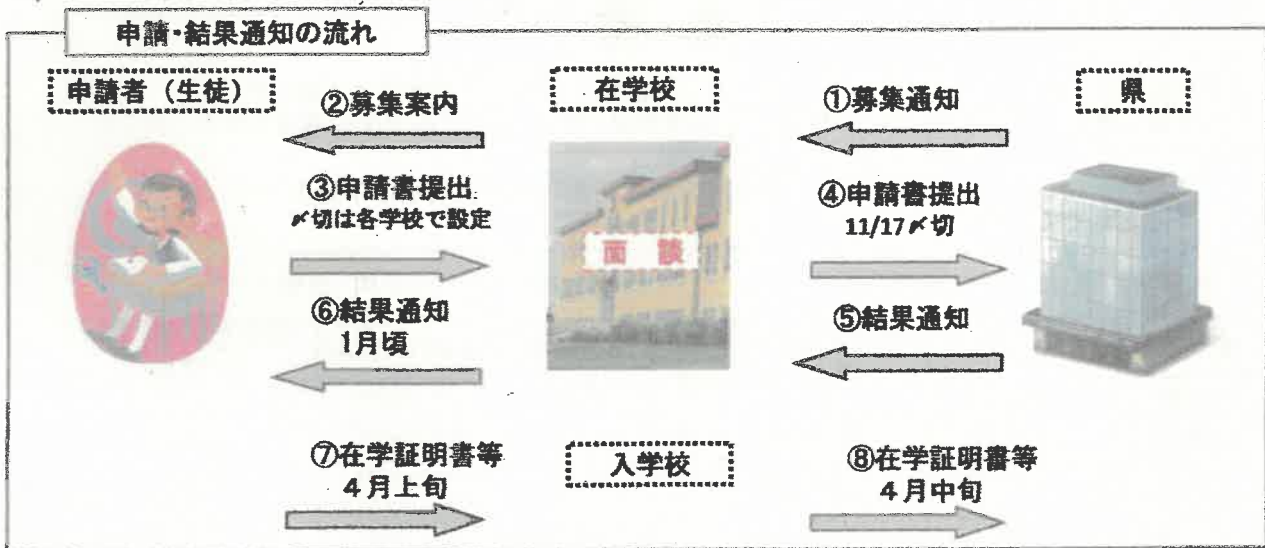 申請・結果通知の流れ
申請者（生徒）
在学校
県
②募集案内
①募集通知
③申請書提出
〆切は各学校で設定
④申請書提出
11/17〆切
面談
⑥結果通知
1月頃
⑤結果通知
⑦在学証明書等
４月上旬
入学校
⑧在学証明書等
４月中旬